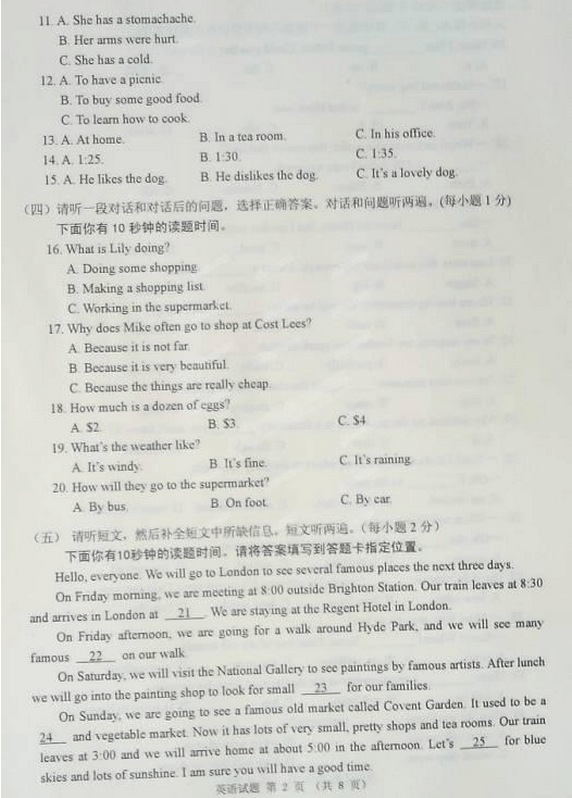 11. A. She has a stomachache.
B. Her arms were hurt.
C. She has a cold.
12. A. To have a picnic.
B. To buy some good food.
C. To learn how to cook.
13. A. At home. B. In a tea room. C. In his office.
14. A. 1:25. B. 1:30. C. 1:35.
15. A. He likes the dog. B. He dislikes the dog. C. It's a lovely dog.
（四）请听一段对话和对话后的问题，选择正确答案。对话和问题听两遍。(每小题 1 分)
下面你有 10 秒钟的读题时间。
16. What is Lily doing?
A. Doing some shopping.
B. Making a shopping list.
C. Working in the supermarket.
17. Why does Mike often go to shop at Cost Lees?
A. Because it is not far.
B. Because it is very beautiful.
C. Because the things are really cheap.
18. How much is a dozen of eggs?
A. $2. B. $3. C. $4
19. What's the weather like?
A. It's windy. B. It's fine. C. It's raining.
20. How will they go to the supermarket?
A. By bus. B. On foot. C. By car.
（五） 请听短文，然后补全短文中所缺信息。短文听两遍。（每小题 2 分）
下面你有10秒钟的读题时间。请将答案填写到答题卡指定位置。
Hello, everyone. We will go to London to see several famous places the next three days.
On Friday morning, we are meeting at 8:00 outside Brighton Station. Our train leaves at 8:30
and arrives in London at __21__. We are staying at the Regent Hotel in London.
On Friday afternoon, we are going for a walk around Hyde Park, and we will see many
famous __22__ on our walk.
On Saturday, we will visit the National Gallery to see paintings by famous artists. After lunch
we will go into the painting shop to look for small __23__ for our families.
On Sunday, we are going to see a famous old market called Covent Garden. It used to be a
24__ and vegetable market. Now it has lots of very small, pretty shops and tea rooms. Our train
leaves at 3:00 and we will arrive home at about 5:00 in the afternoon. Let's __25__ for blue
skies and lots of sunshine. I am sure you will have a good time.
英语试题 第 2 页 （共 8 页）